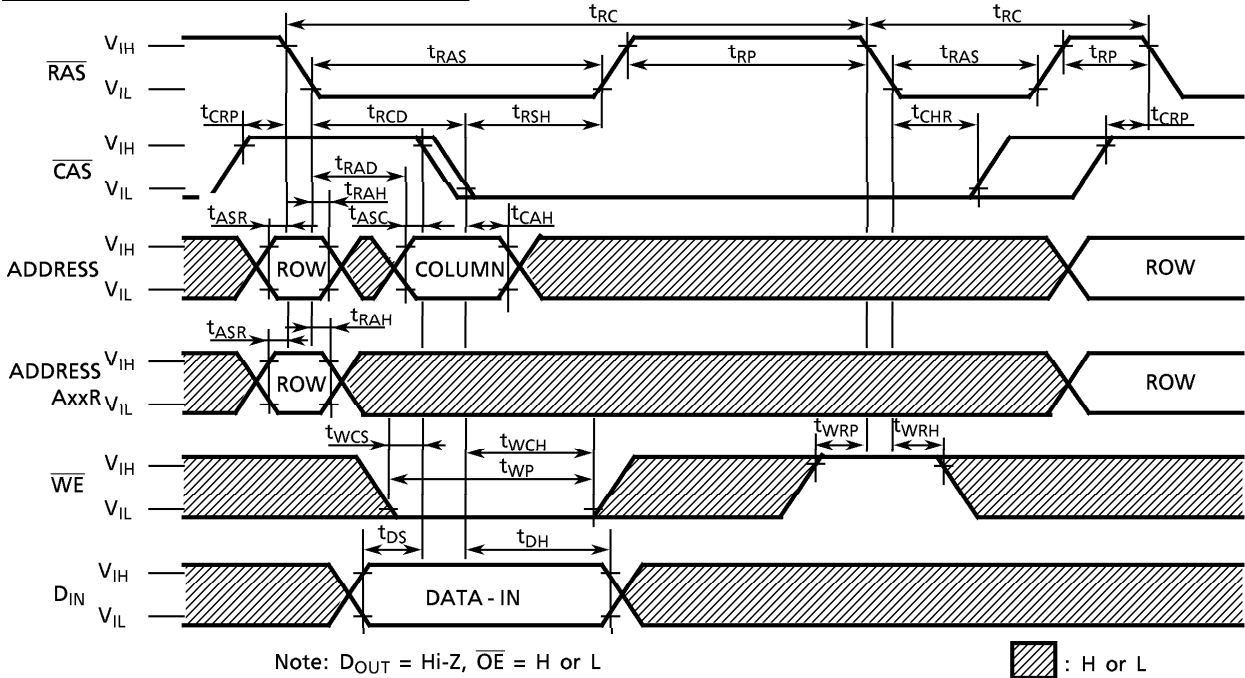 tRC tRC
VIH
RAS
tRAS tRP tRAS tRP
VIL
tCRP tRCD tRSH tCHR tCRP
VIH
CAS
tRAD
VIL
tRAH
tASR tASC tCAH
VIH
ADDRESS ROW COLUMN ROW
VIL
tASR tRAH
VIH
ADDRESS ROW ROW
AxxR VIL
tWCS tWCH tWRP tWRH
tWP
VIH
WE
VIL
tDS tDH
VIH
DIN DATA - IN
VIL
Note: DOUT = Hi-Z, OE = H or L : H or L